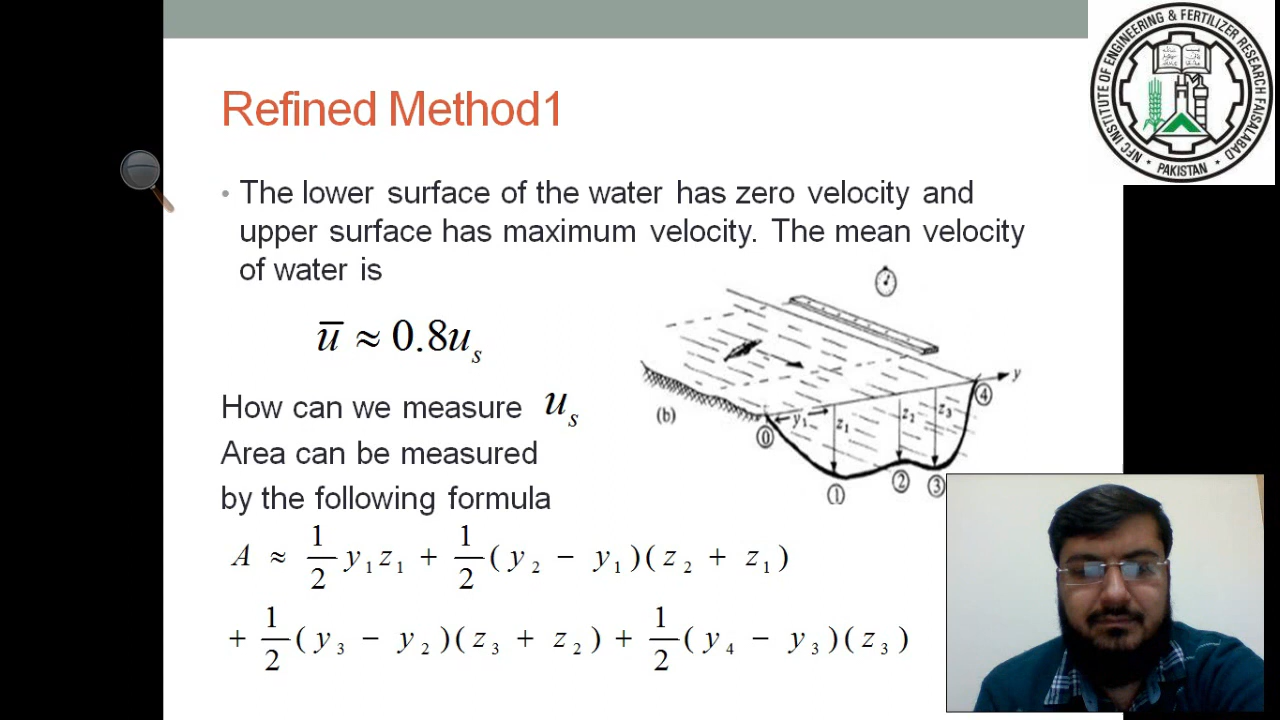 Refined Method1
• The lower surface of the water has zero velocity and
upper surface has maximum velocity. The mean velocity
of water is
u̅ ≈ 0.8uₛ
How can we measure uₛ
Area can be measured
by the following formula
A ≈ 1/2 y₁z₁ + 1/2 (y₂ − y₁)(z₂ + z₁)
+ 1/2 (y₃ − y₂)(z₃ + z₂) + 1/2 (y₄ − y₃)(z₃)
(b)
y
y₁
z₁
z₂
z₃
⓪
①
②
③
④
NFC INSTITUTE OF ENGINEERING & FERTILIZER RESEARCH FAISALABAD
• PAKISTAN •